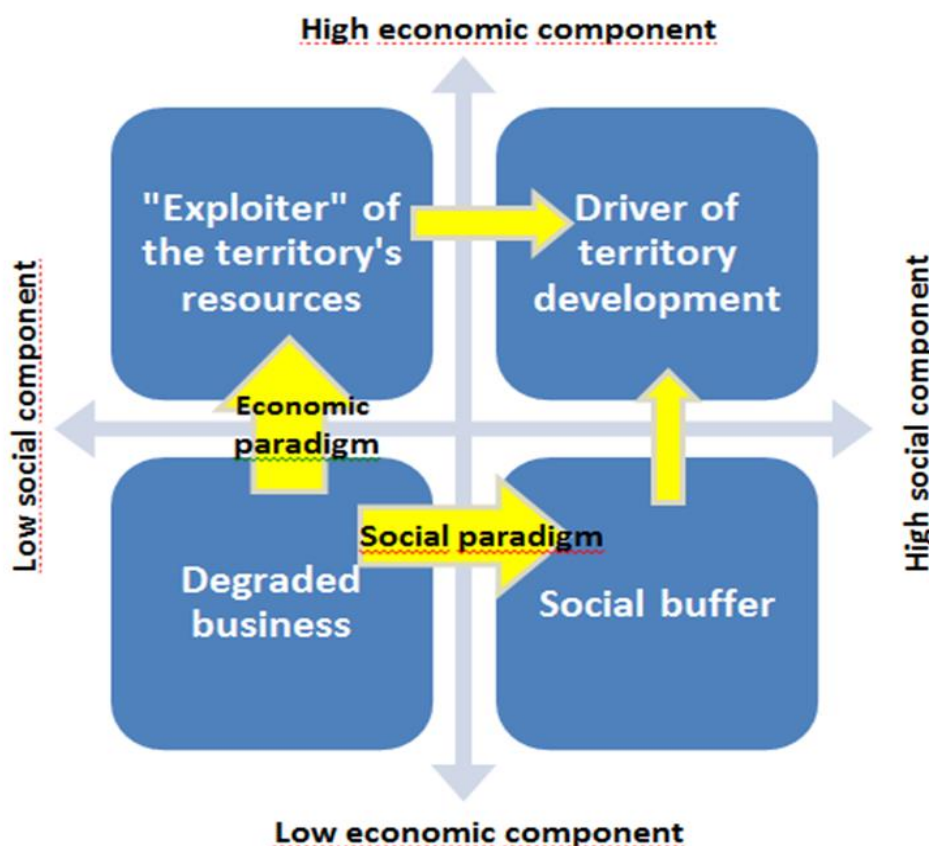 High economic component
"Exploiter" of
the territory's
resources
Driver of
territory
development
Low social component
High social component
Economic
paradigm
Social paradigm
Degraded
business
Social buffer
Low economic component